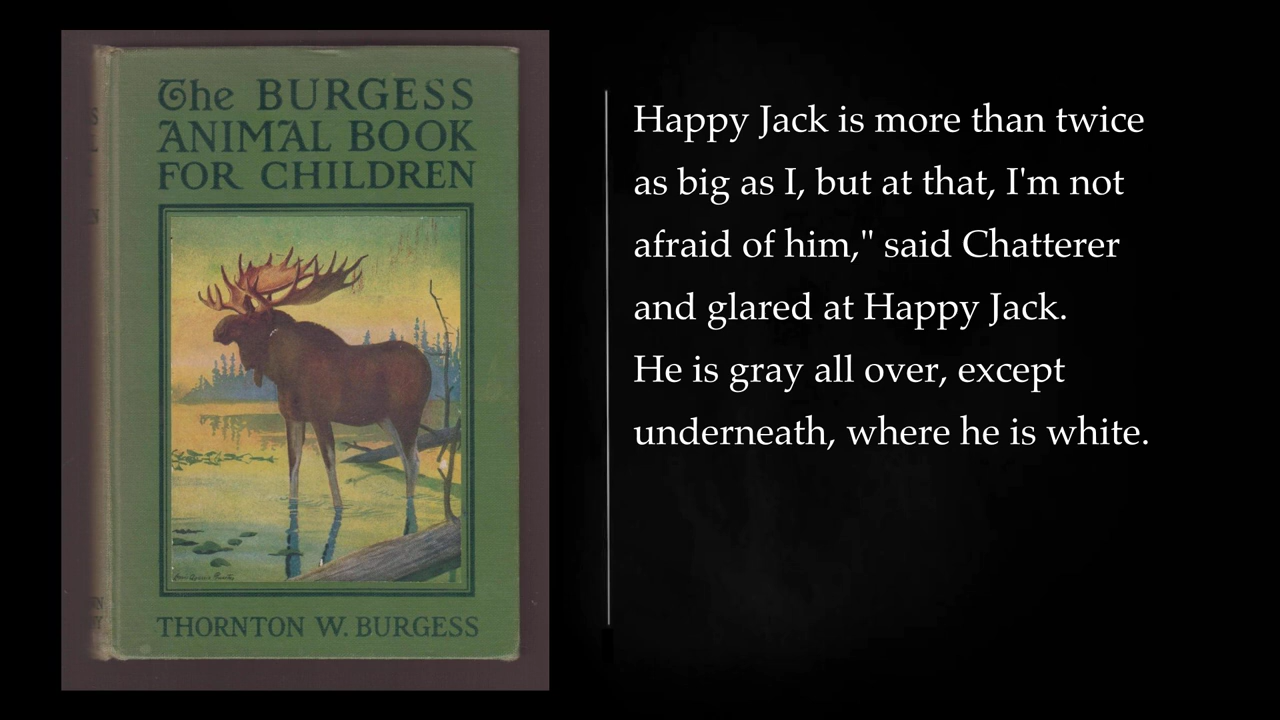 The BURGESS
ANIMAL BOOK
FOR CHILDREN
THORNTON W. BURGESS
Happy Jack is more than twice
as big as I, but at that, I'm not
afraid of him," said Chatterer
and glared at Happy Jack.
He is gray all over, except
underneath, where he is white.